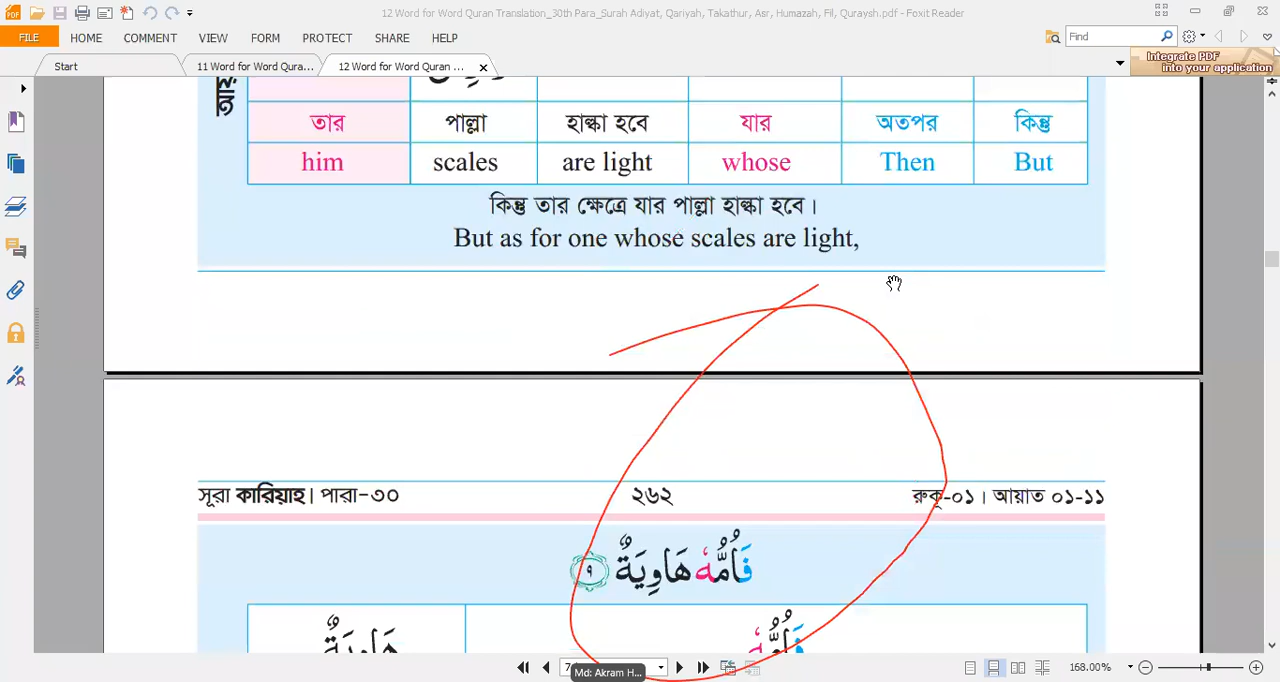 12 Word for Word Quran Translation_30th Para_Surah Adiyat, Qariyah, Takathur, Asr, Humazah, Fil, Quraysh.pdf - Foxit Reader
FILE HOME COMMENT VIEW FORM PROTECT SHARE HELP
Find
Start
11 Word for Word Qura...
12 Word for Word Quran ...
Integrate PDF
into your application
তার পাল্লা হাল্কা হবে যার অতপর কিন্তু
him scales are light whose Then But
কিন্তু তার ক্ষেত্রে যার পাল্লা হাল্কা হবে।
But as for one whose scales are light,
সূরা কারিয়াহ। পারা-৩০
২৬২
রুকূ-০১। আয়াত ০১-১১
فَاُمُّهٗ هَاوِيَةٌ ٩
هَاوِيَةٌ
فَاُمُّهٗ
7
Md: Akram H...
168.00%